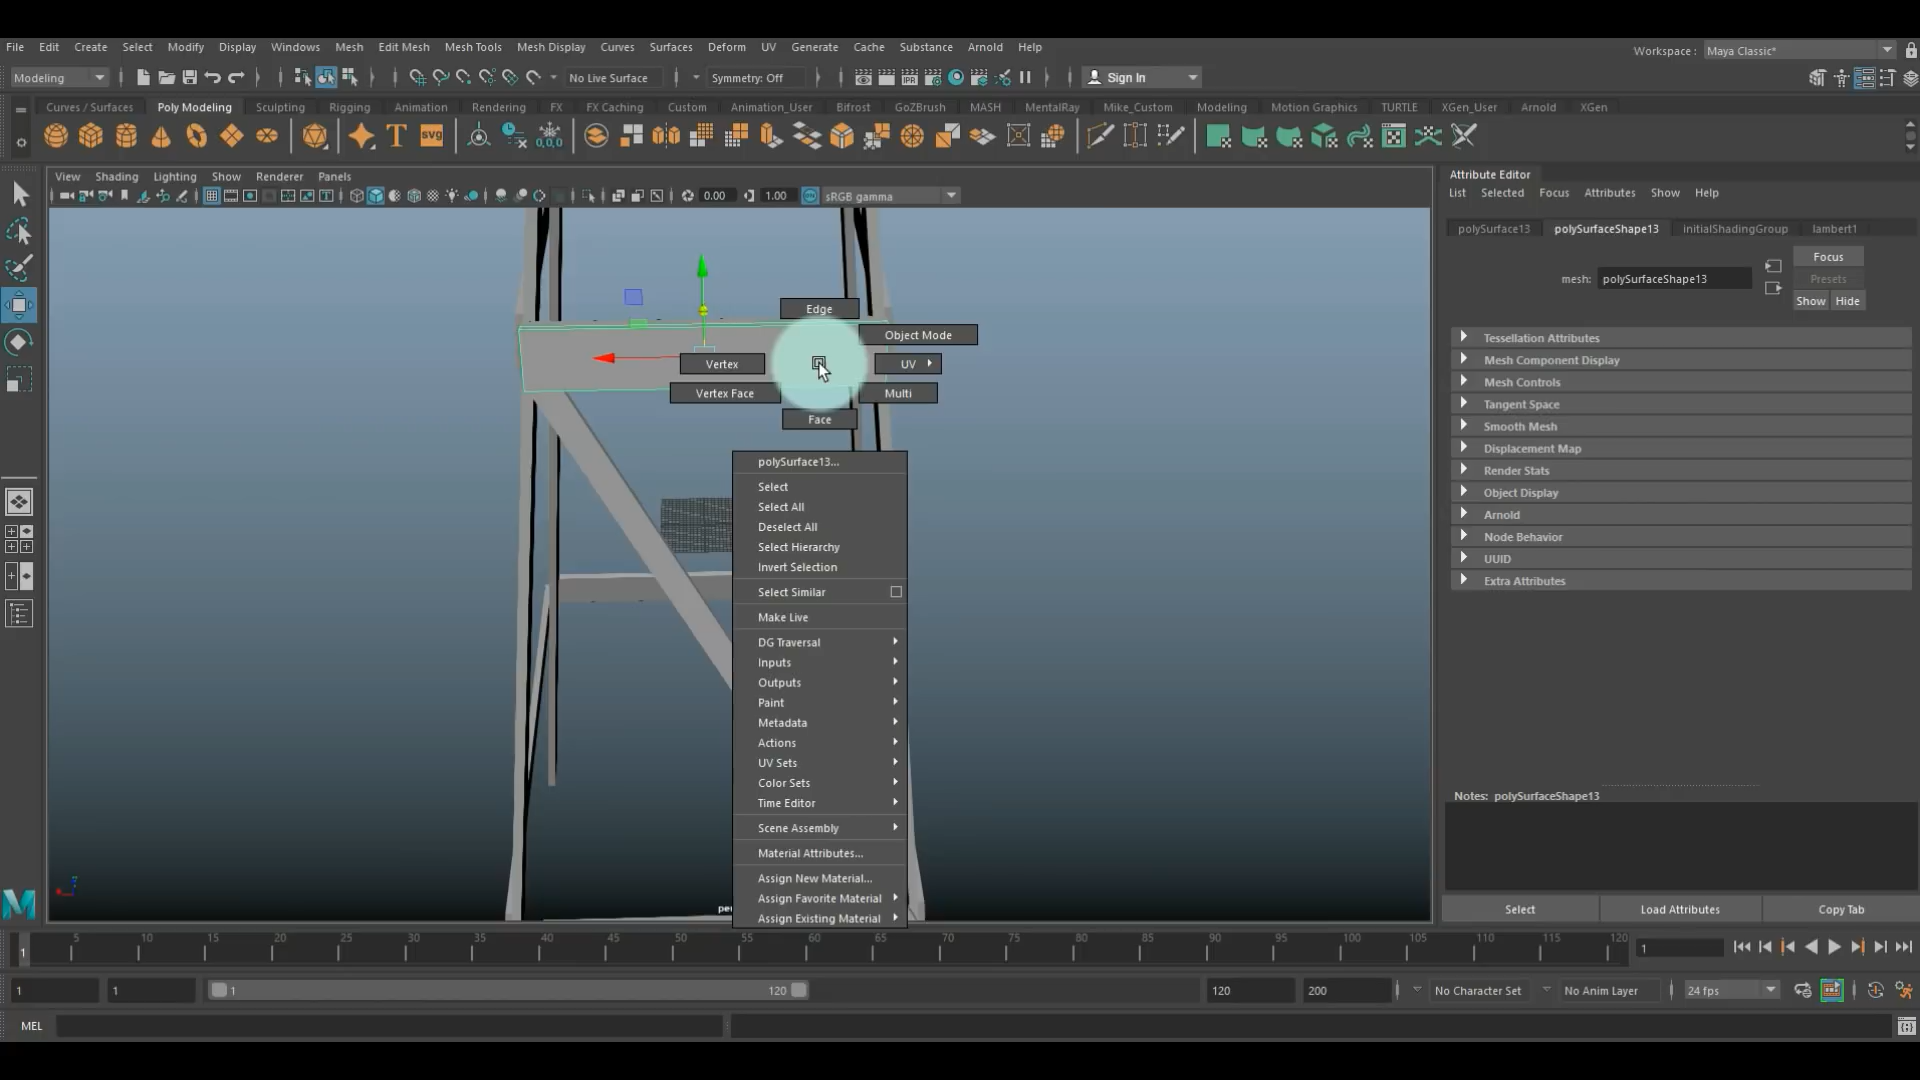 File Edit Create Select Modify Display Windows Mesh Edit Mesh Mesh Tools Mesh Display Curves Surfaces Deform UV Generate Cache Substance Arnold Help
Workspace : Maya Classic*
Modeling No Live Surface Symmetry: Off Sign In
Curves / Surfaces Poly Modeling Sculpting Rigging Animation Rendering FX FX Caching Custom Animation_User Bifrost GoZBrush MASH MentalRay Mike_Custom Modeling Motion Graphics TURTLE XGen_User Arnold XGen
T svg 0,0,0 IPR
View Shading Lighting Show Renderer Panels
0.00 1.00 sRGB gamma
Attribute Editor
List Selected Focus Attributes Show Help
polySurface13 polySurfaceShape13 initialShadingGroup lambert1
mesh: polySurfaceShape13
Focus
Presets
Show Hide
Tessellation Attributes
Mesh Component Display
Mesh Controls
Tangent Space
Smooth Mesh
Displacement Map
Render Stats
Object Display
Arnold
Node Behavior
UUID
Extra Attributes
Notes: polySurfaceShape13
Select Load Attributes Copy Tab
Edge
Object Mode
Vertex
UV
Vertex Face
Multi
Face
polySurface13...
Select
Select All
Deselect All
Select Hierarchy
Invert Selection
Select Similar
Make Live
DG Traversal
Inputs
Outputs
Paint
Metadata
Actions
UV Sets
Color Sets
Time Editor
Scene Assembly
Material Attributes...
Assign New Material...
Assign Favorite Material
Assign Existing Material
1 5 10 15 20 25 30 35 40 45 50 55 60 65 70 75 80 85 90 95 100 105 110 115 120
1
1 1 1 120 120 200 No Character Set No Anim Layer 24 fps
MEL